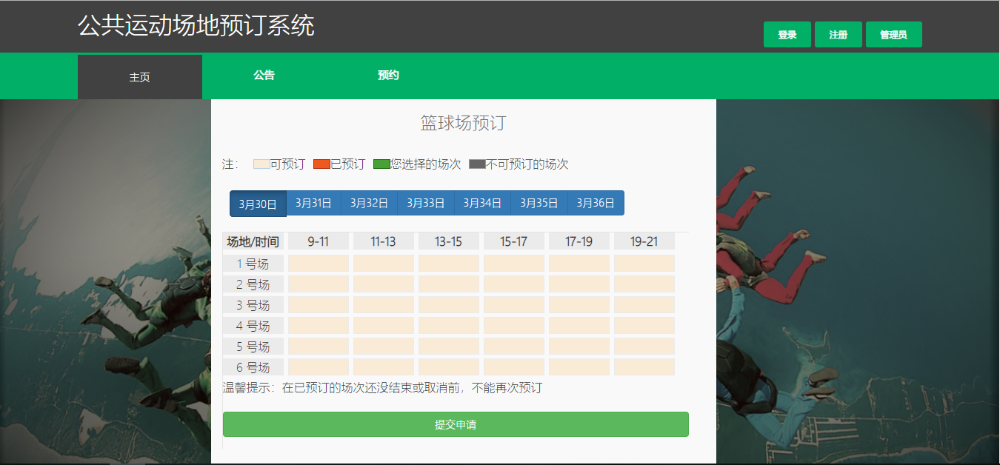 公共运动场地预订系统
登录 注册 管理员
主页 公告 预约
篮球场预订
注： 可预订 已预订 您选择的场次 不可预订的场次
3月30日 3月31日 3月32日 3月33日 3月34日 3月35日 3月36日
场地/时间 9-11 11-13 13-15 15-17 17-19 19-21
1 号场
2 号场
3 号场
4 号场
5 号场
6 号场
温馨提示：在已预订的场次还没结束或取消前，不能再次预订
提交申请